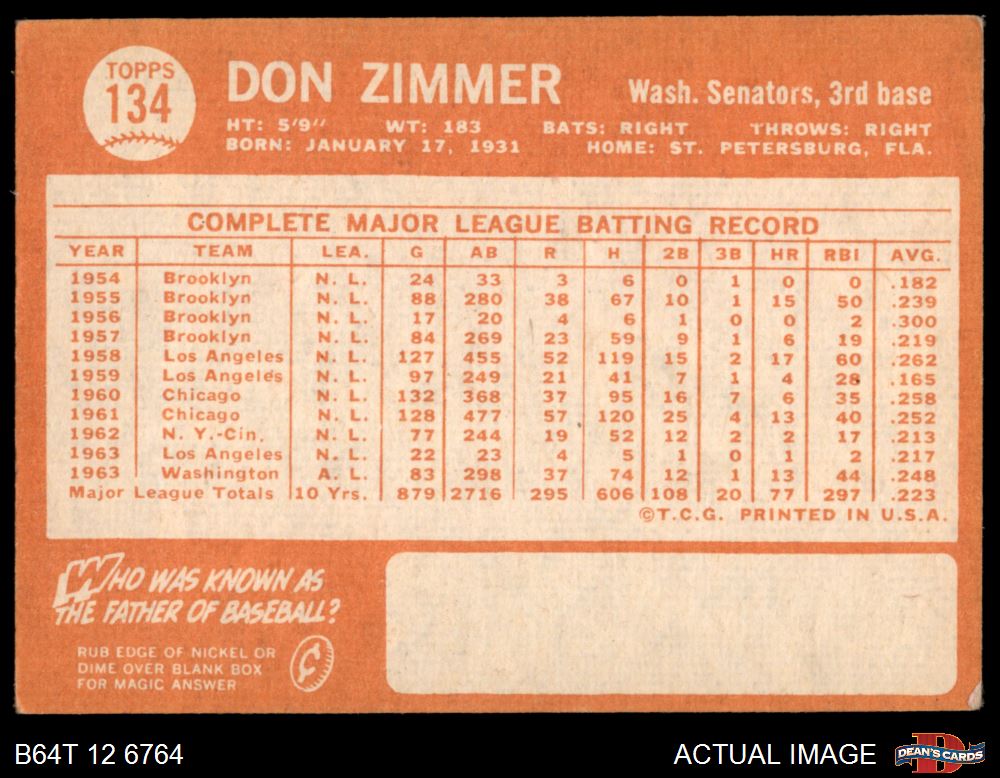 TOPPS
134
DON ZIMMER
Wash. Senators, 3rd base
HT: 5'9" WT: 183 BATS: RIGHT THROWS: RIGHT
BORN: JANUARY 17, 1931 HOME: ST. PETERSBURG, FLA.
COMPLETE MAJOR LEAGUE BATTING RECORD
YEAR TEAM LEA. G AB R H 2B 3B HR RBI AVG.
1954 Brooklyn N. L. 24 33 3 6 0 1 0 0 .182
1955 Brooklyn N. L. 88 280 38 67 10 1 15 50 .239
1956 Brooklyn N. L. 17 20 4 6 1 0 0 2 .300
1957 Brooklyn N. L. 84 269 23 59 9 1 6 19 .219
1958 Los Angeles N. L. 127 455 52 119 15 2 17 60 .262
1959 Los Angeles N. L. 97 249 21 41 7 1 4 28 .165
1960 Chicago N. L. 132 368 37 95 16 7 6 35 .258
1961 Chicago N. L. 128 477 57 120 25 4 13 40 .252
1962 N. Y.-Cin. N. L. 77 244 19 52 12 2 2 17 .213
1963 Los Angeles N. L. 22 23 4 5 1 0 1 2 .217
1963 Washington A. L. 83 298 37 74 12 1 13 44 .248
Major League Totals 10 Yrs. 879 2716 295 606 108 20 77 297 .223
©T.C.G. PRINTED IN U.S.A.
WHO WAS KNOWN AS
THE FATHER OF BASEBALL?
RUB EDGE OF NICKEL OR
DIME OVER BLANK BOX
FOR MAGIC ANSWER
¢
B64T 12 6764
ACTUAL IMAGE
D
DEAN'S CARDS